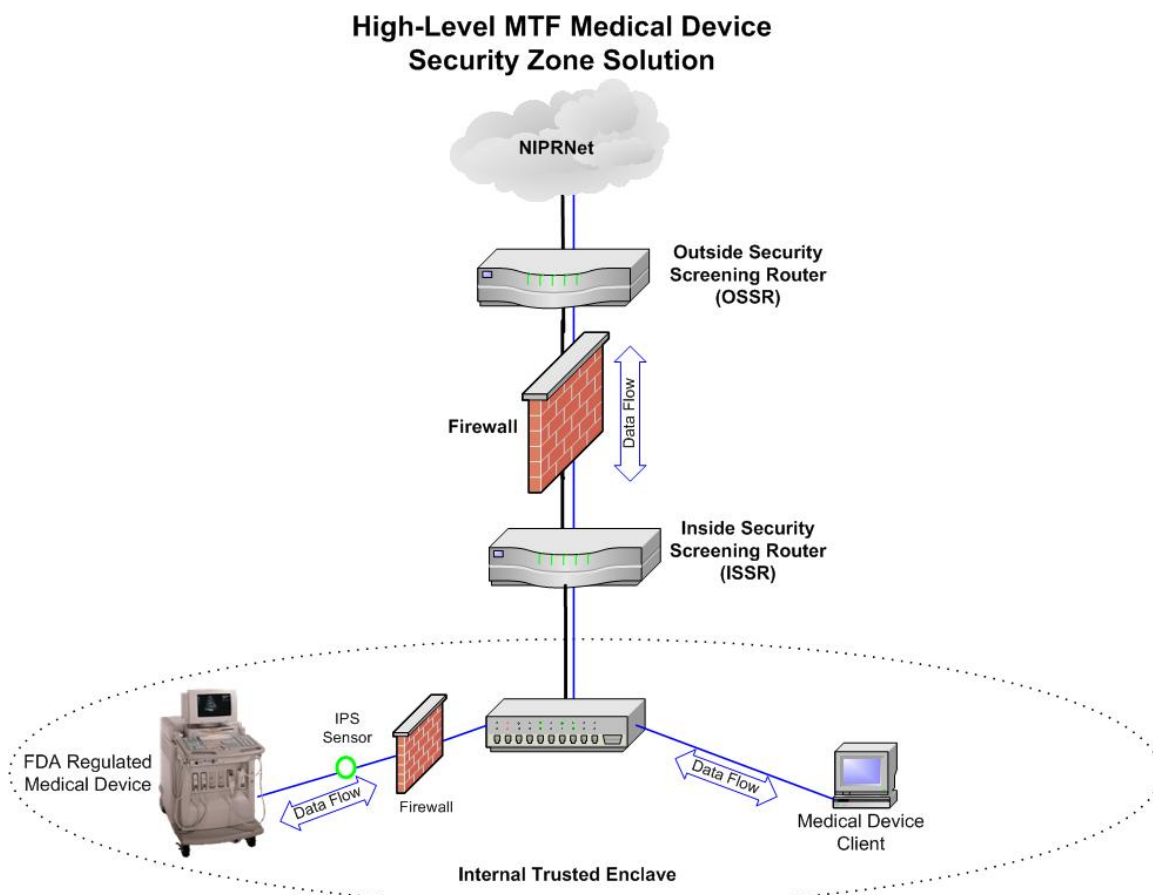 High-Level MTF Medical Device
Security Zone Solution
NIPRNet
Outside Security
Screening Router
(OSSR)
Firewall
Data Flow
Inside Security
Screening Router
(ISSR)
IPS
Sensor
FDA Regulated
Medical Device
Data Flow
Firewall
Data Flow
Medical Device
Client
Internal Trusted Enclave